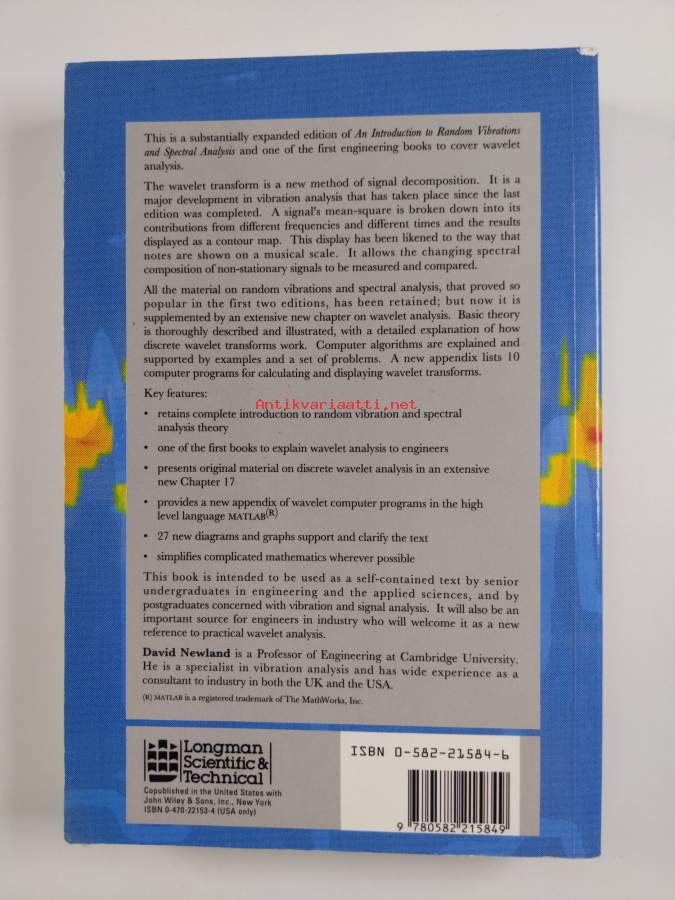 This is a substantially expanded edition of An Introduction to Random Vibrations
and Spectral Analysis and one of the first engineering books to cover wavelet
analysis.
The wavelet transform is a new method of signal decomposition. It is a
major development in vibration analysis that has taken place since the last
edition was completed. A signal's mean-square is broken down into its
contributions from different frequencies and different times and the results
displayed as a contour map. This display has been likened to the way that
notes are shown on a musical scale. It allows the changing spectral
composition of non-stationary signals to be measured and compared.
All the material on random vibrations and spectral analysis, that proved so
popular in the first two editions, has been retained; but now it is
supplemented by an extensive new chapter on wavelet analysis. Basic theory
is thoroughly described and illustrated, with a detailed explanation of how
discrete wavelet transforms work. Computer algorithms are explained and
supported by examples and a set of problems. A new appendix lists 10
computer programs for calculating and displaying wavelet transforms.
Key features:
Antikvariaatti.net
• retains complete introduction to random vibration and spectral
analysis theory
• one of the first books to explain wavelet analysis to engineers
• presents original material on discrete wavelet analysis in an extensive
new Chapter 17
• provides a new appendix of wavelet computer programs in the high
level language MATLAB(R)
• 27 new diagrams and graphs support and clarify the text
• simplifies complicated mathematics wherever possible
This book is intended to be used as a self-contained text by senior
undergraduates in engineering and the applied sciences, and by
postgraduates concerned with vibration and signal analysis. It will also be an
important source for engineers in industry who will welcome it as a new
reference to practical wavelet analysis.
David Newland is a Professor of Engineering at Cambridge University.
He is a specialist in vibration analysis and has wide experience as a
consultant to industry in both the UK and the USA.
(R) MATLAB is a registered trademark of The MathWorks, Inc.
Longman
Scientific &
Technical
Copublished in the United States with
John Wiley & Sons, Inc., New York
ISBN 0-470-22153-4 (USA only)
ISBN 0-582-21584-6
9 780582 215849